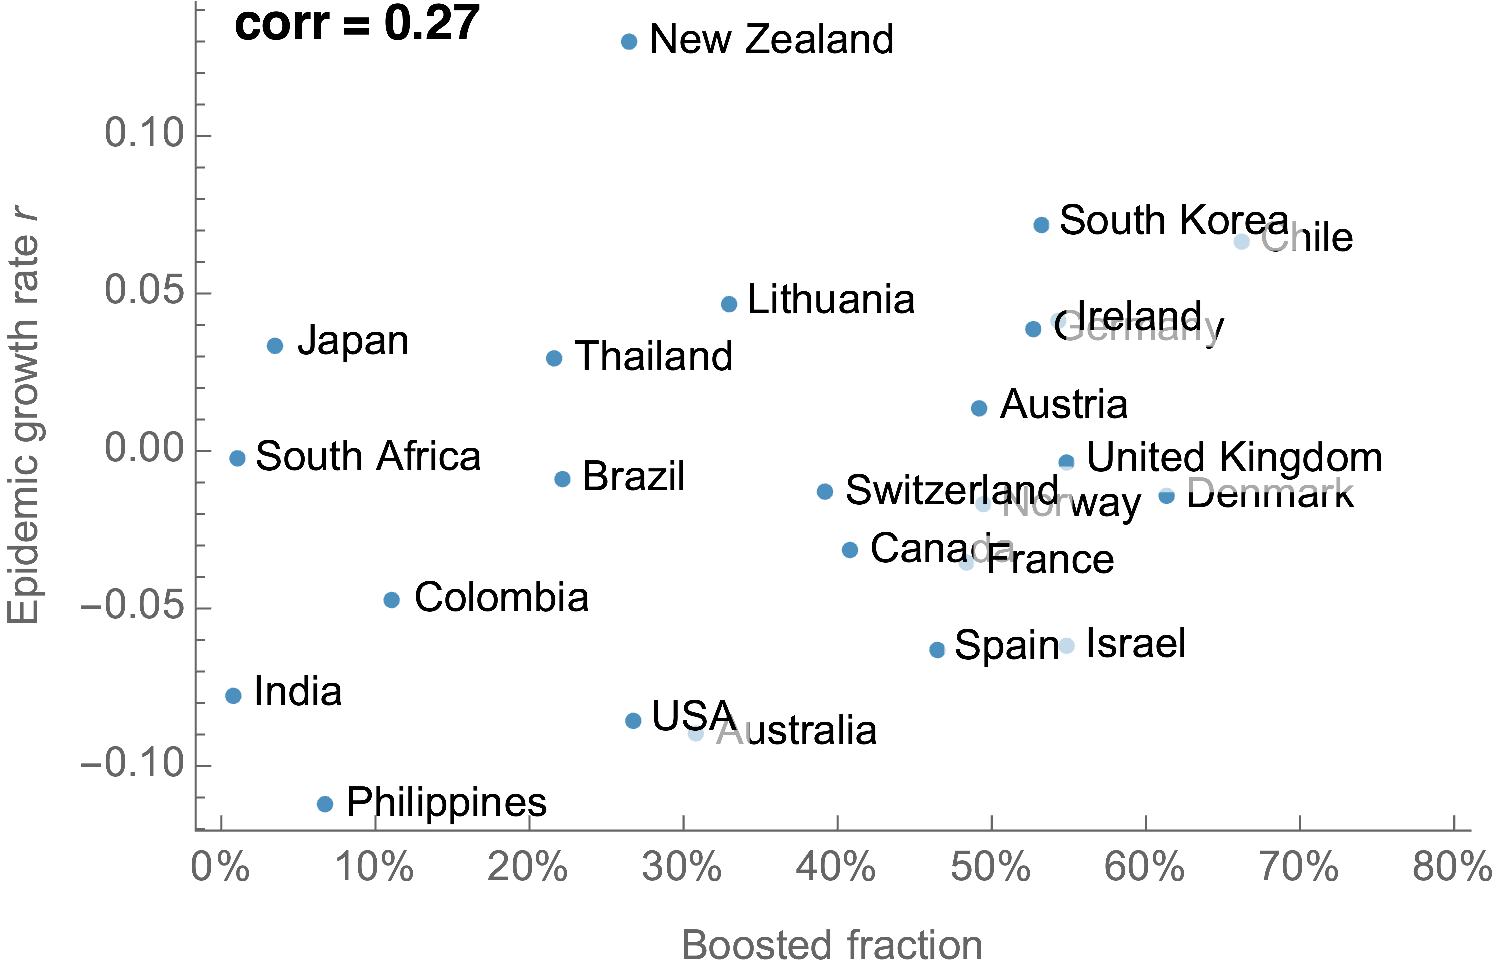 corr = 0.27
New Zealand
0.10
South Korea
Chile
0.05
Lithuania
Ireland
Germany
Japan
Thailand
Austria
0.00
South Africa
United Kingdom
Brazil
Switzerland
Denmark
Norway
Canada
France
−0.05
Colombia
Spain
Israel
India
USA
Australia
−0.10
Philippines
0% 10% 20% 30% 40% 50% 60% 70% 80%
Boosted fraction
Epidemic growth rate r